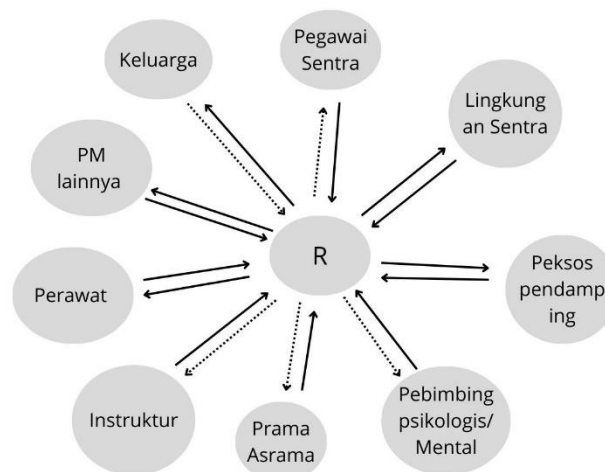 Keluarga
Pegawai
Sentra
Lingkung
an Sentra
PM
lainnya
R
Perawat
Peksos
pendamp
ing
Instruktur
Prama
Asrama
Pebimbing
psikologis/
Mental